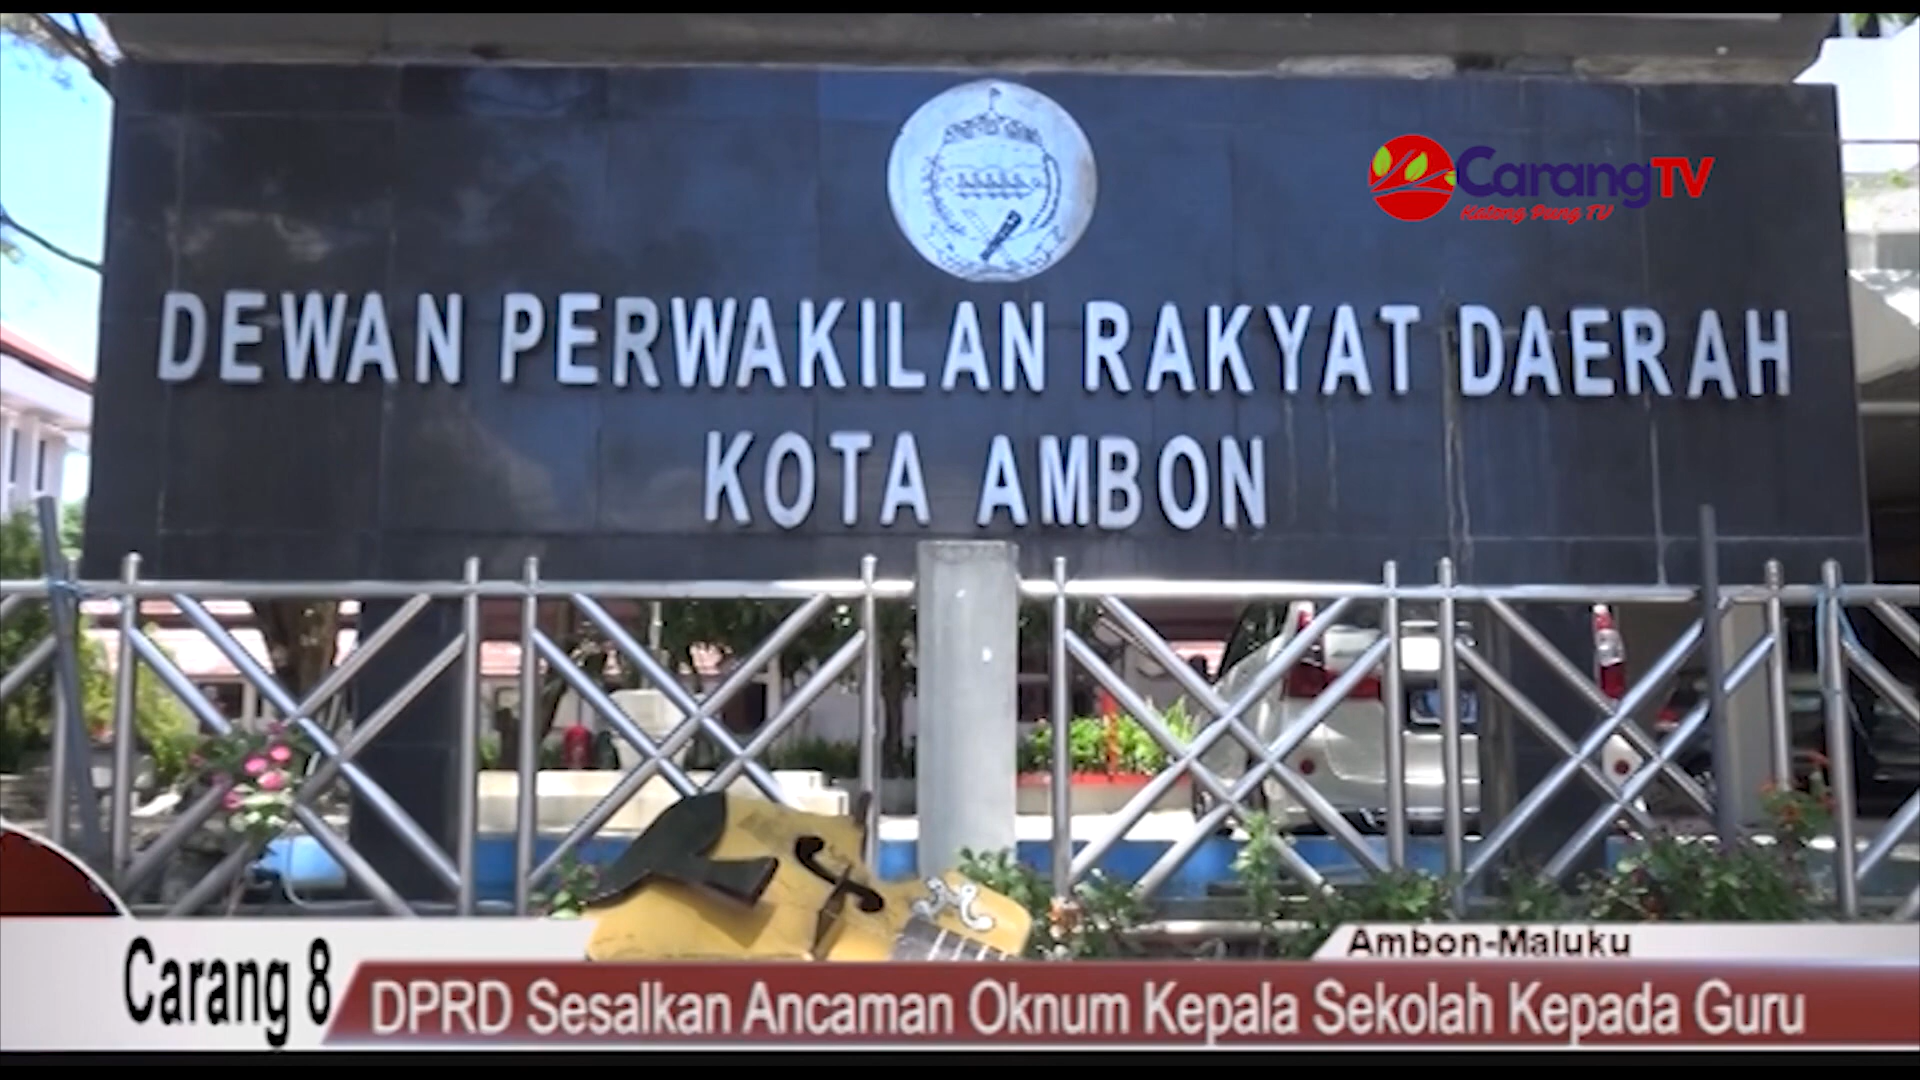 CarangTV
Katong Pung TV
DEWAN PERWAKILAN RAKYAT DAERAH
KOTA AMBON
Ambon-Maluku
Carang 8
DPRD Sesalkan Ancaman Oknum Kepala Sekolah Kepada Guru